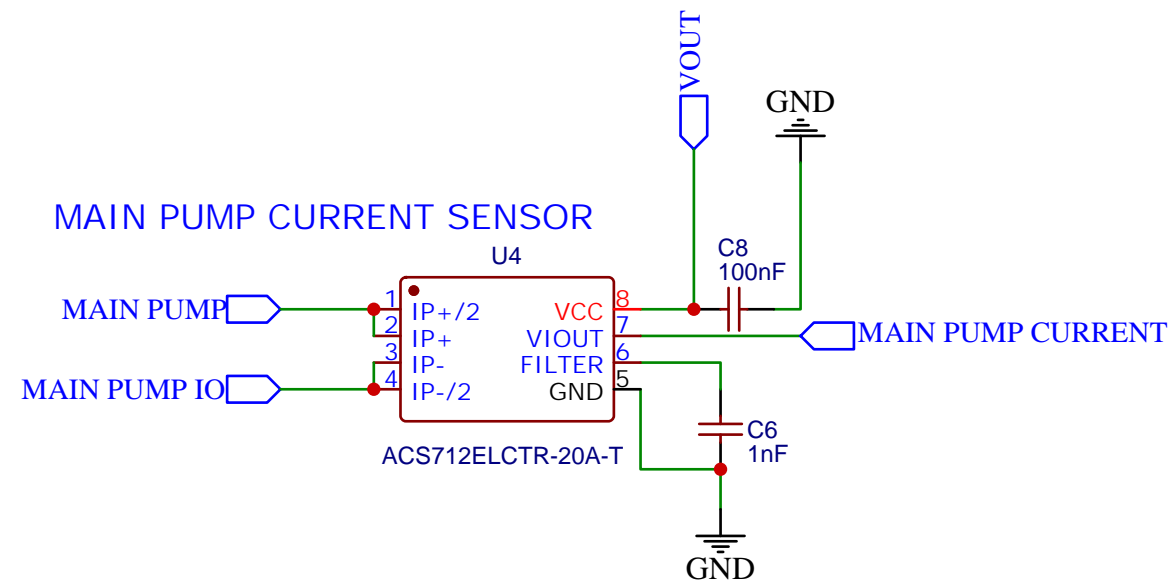 VOUT
GND
MAIN PUMP CURRENT SENSOR
U4
C8
100nF
MAIN PUMP
1 IP+/2 VCC 8
2 IP+ VIOUT 7
MAIN PUMP CURRENT
3 IP- FILTER 6
MAIN PUMP IO
4 IP-/2 GND 5
C6
1nF
ACS712ELCTR-20A-T
GND